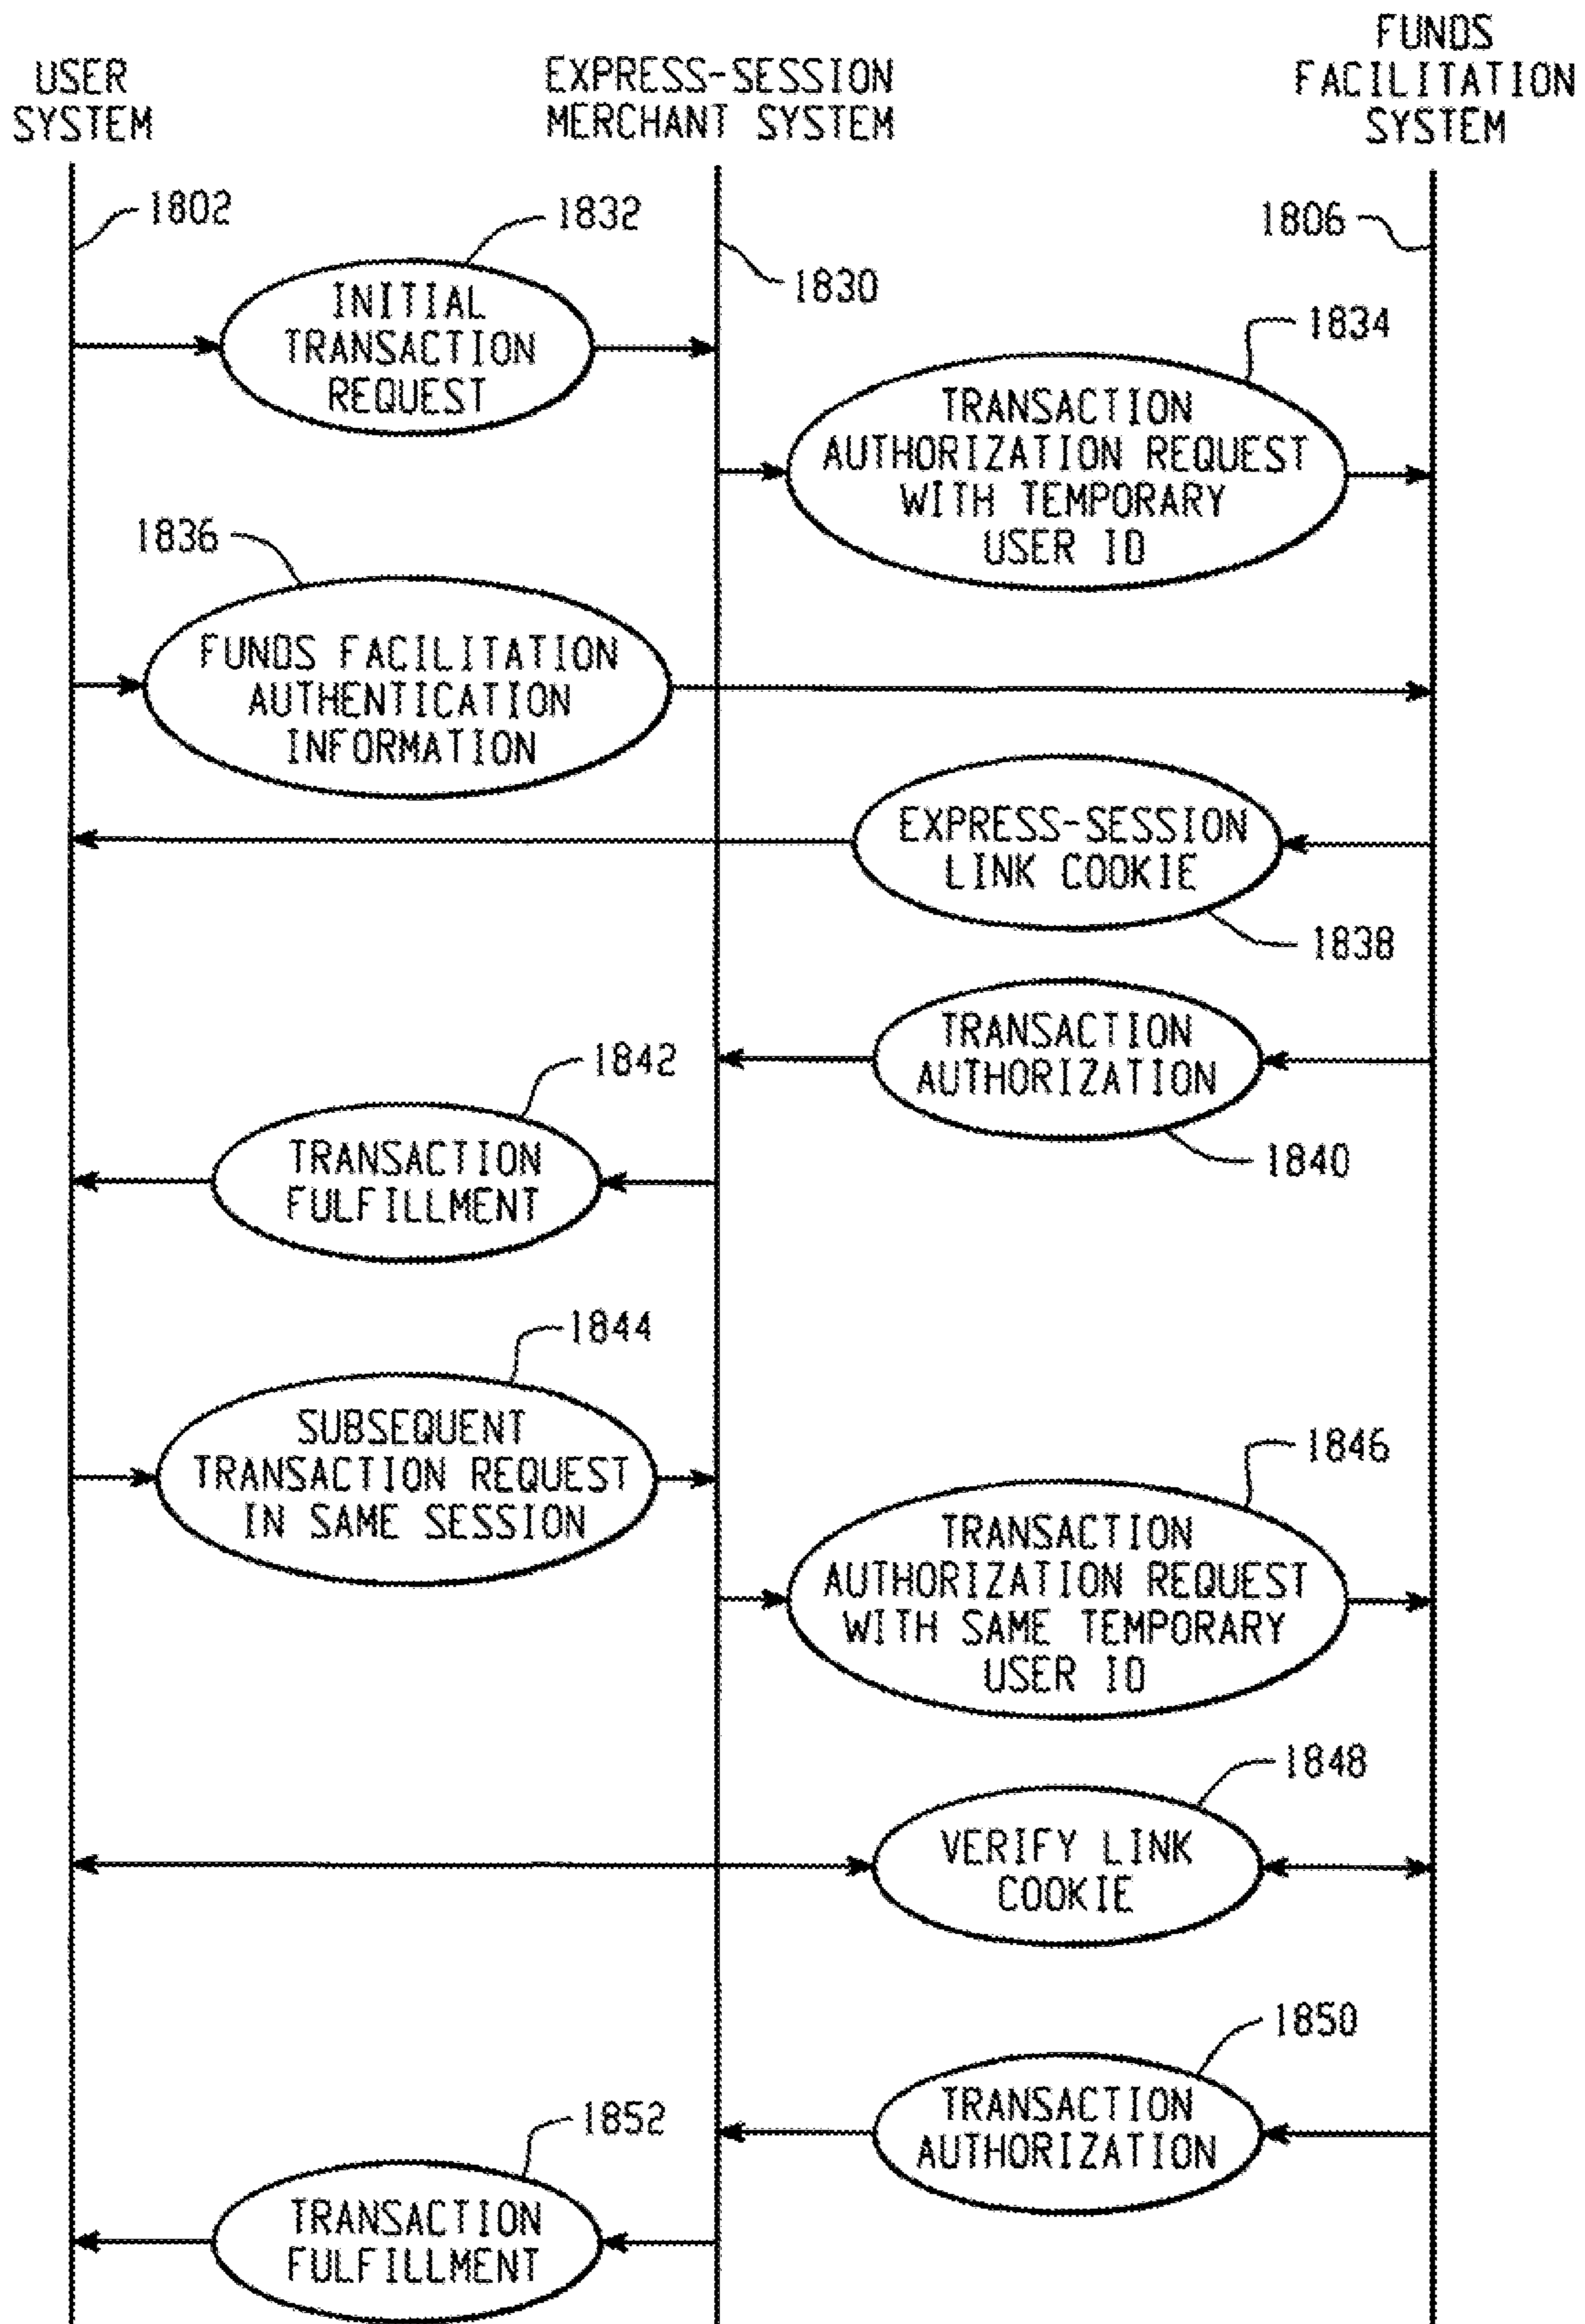 USER
SYSTEM
EXPRESS-SESSION
MERCHANT SYSTEM
FUNDS
FACILITATION
SYSTEM
1802
1832
1830
1806
INITIAL
TRANSACTION
REQUEST
1834
TRANSACTION
AUTHORIZATION REQUEST
WITH TEMPORARY
USER ID
1836
FUNDS FACILITATION
AUTHENTICATION
INFORMATION
EXPRESS-SESSION
LINK COOKIE
1838
TRANSACTION
AUTHORIZATION
1840
1842
TRANSACTION
FULFILLMENT
1844
SUBSEQUENT
TRANSACTION REQUEST
IN SAME SESSION
1846
TRANSACTION
AUTHORIZATION REQUEST
WITH SAME TEMPORARY
USER ID
1848
VERIFY LINK
COOKIE
1850
TRANSACTION
AUTHORIZATION
1852
TRANSACTION
FULFILLMENT